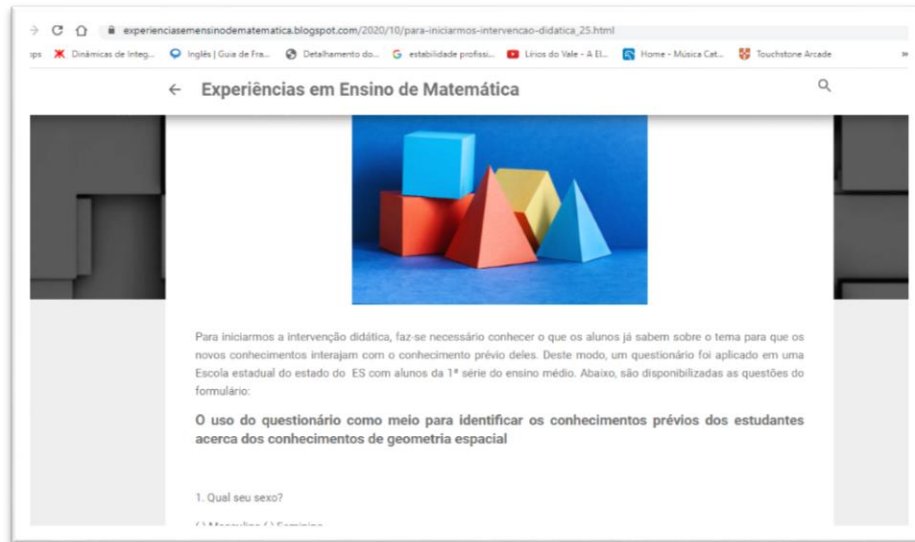 experienciasemensinodematematica.blogspot.com/2020/10/para-iniciarmos-intervencao-didatica_25.html
Dinâmicas de Integ... Inglês | Guia de Fra... Detalhamento do... estabilidade profissi... Lírios do Vale - A El... Home - Música Cat... Touchstone Arcade
Experiências em Ensino de Matemática
Para iniciarmos a intervenção didática, faz-se necessário conhecer o que os alunos já sabem sobre o tema para que os
novos conhecimentos interajam com o conhecimento prévio deles. Deste modo, um questionário foi aplicado em uma
Escola estadual do estado do ES com alunos da 1ª série do ensino médio. Abaixo, são disponibilizadas as questões do
formulário:
O uso do questionário como meio para identificar os conhecimentos prévios dos estudantes
acerca dos conhecimentos de geometria espacial
1. Qual seu sexo?
( ) Masculino ( ) Feminino